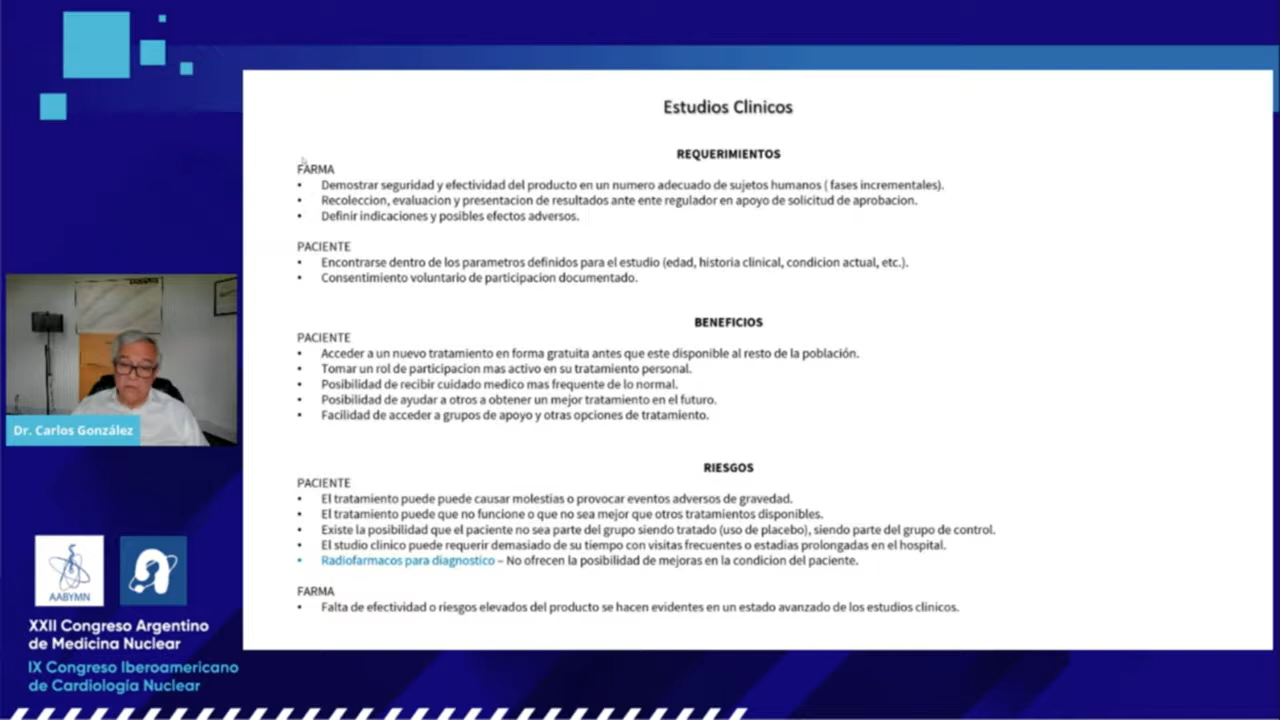 Estudios Clinicos
REQUERIMIENTOS
FARMA
• Demostrar seguridad y efectividad del producto en un numero adecuado de sujetos humanos ( fases incrementales).
• Recoleccion, evaluacion y presentacion de resultados ante ente regulador en apoyo de solicitud de aprobacion.
• Definir indicaciones y posibles efectos adversos.
PACIENTE
• Encontrarse dentro de los parametros definidos para el estudio (edad, historia clinical, condicion actual, etc.).
• Consentimiento voluntario de participacion documentado.
BENEFICIOS
PACIENTE
• Acceder a un nuevo tratamiento en forma gratuita antes que este disponible al resto de la población.
• Tomar un rol de participacion mas activo en su tratamiento personal.
• Posibilidad de recibir cuidado medico mas frequente de lo normal.
• Posibilidad de ayudar a otros a obtener un mejor tratamiento en el futuro.
• Facilidad de acceder a grupos de apoyo y otras opciones de tratamiento.
RIESGOS
PACIENTE
• El tratamiento puede puede causar molestias o provocar eventos adversos de gravedad.
• El tratamiento puede que no funcione o que no sea mejor que otros tratamientos disponibles.
• Existe la posibilidad que el paciente no sea parte del grupo siendo tratado (uso de placebo), siendo parte del grupo de control.
• El studio clinico puede requerir demasiado de su tiempo con visitas frecuentes o estadias prolongadas en el hospital.
• Radiofarmacos para diagnostico – No ofrecen la posibilidad de mejoras en la condicion del paciente.
FARMA
• Falta de efectividad o riesgos elevados del producto se hacen evidentes en un estado avanzado de los estudios clinicos.
Dr. Carlos González
AABYMN
XXII Congreso Argentino
de Medicina Nuclear
IX Congreso Iberoamericano
de Cardiología Nuclear